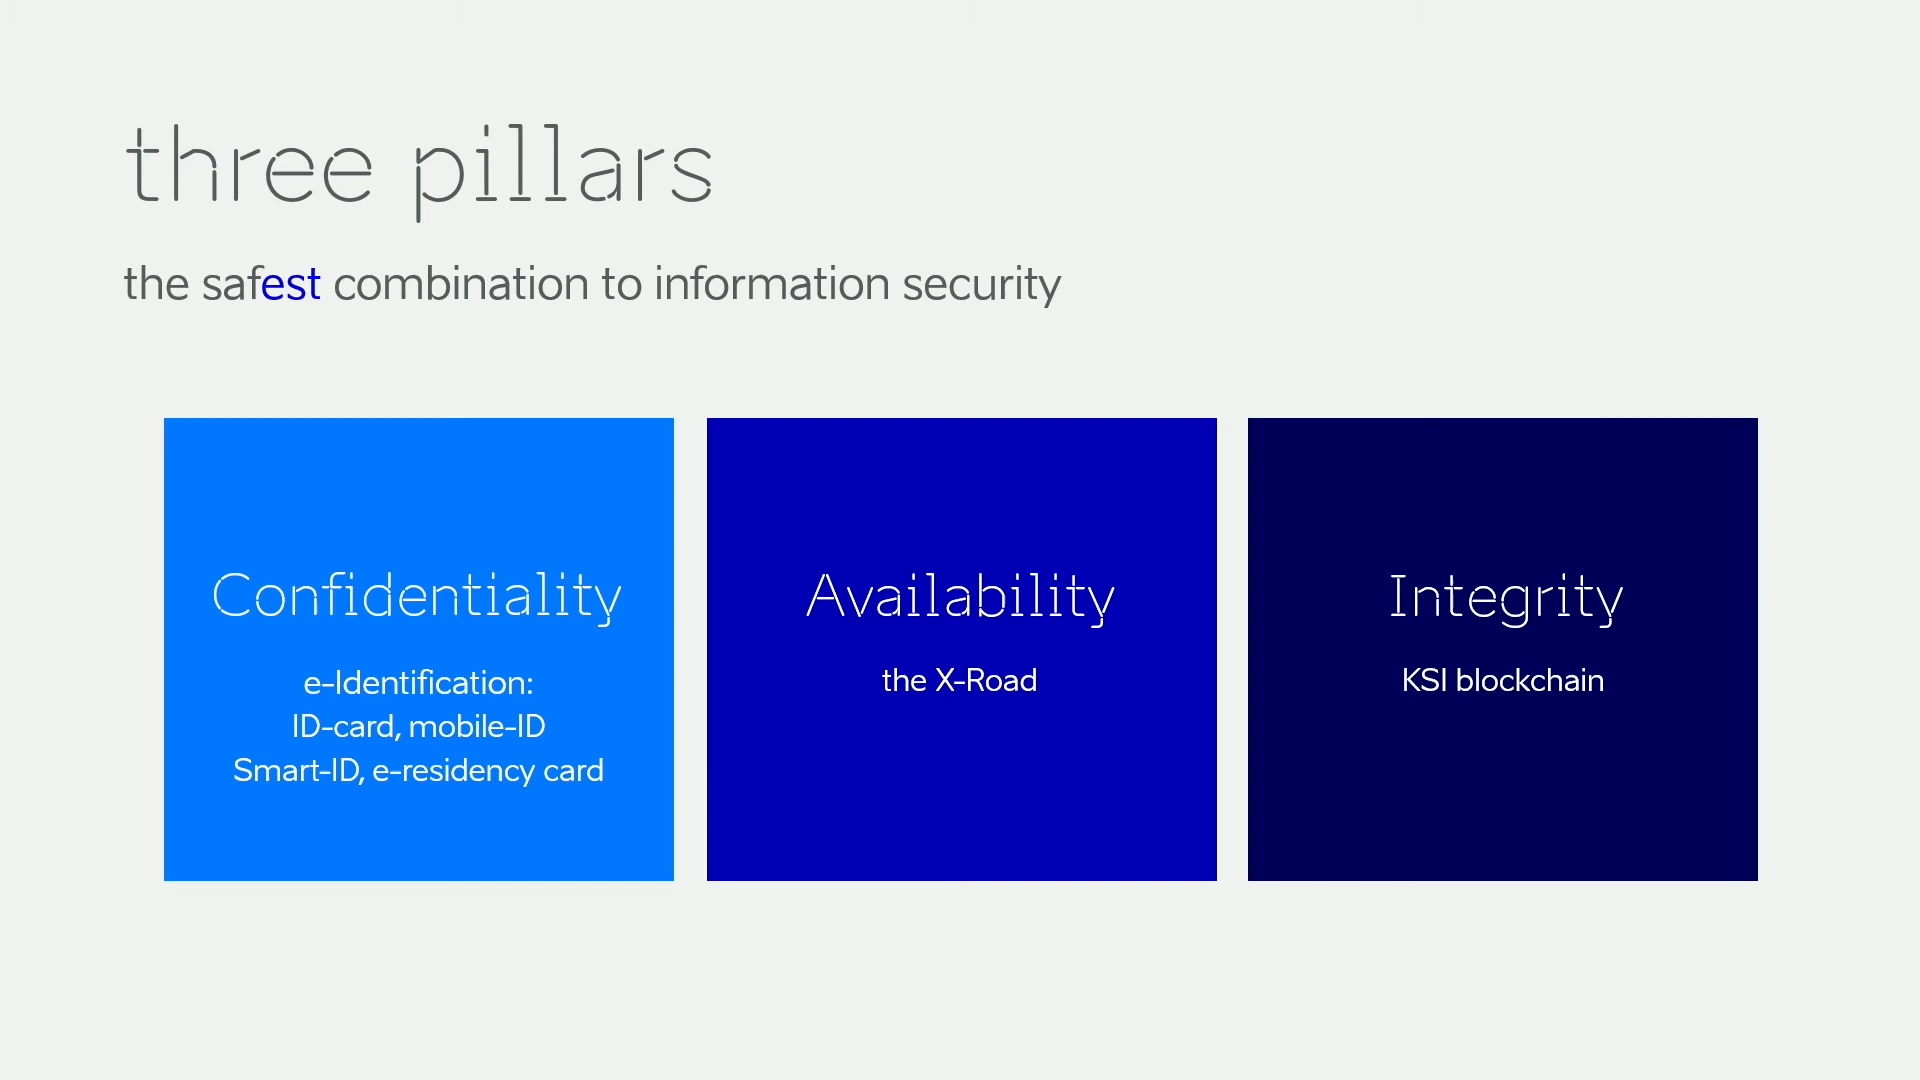 three pillars
the safest combination to information security
Confidentiality
e-Identification:
ID-card, mobile-ID
Smart-ID, e-residency card
Availability
the X-Road
Integrity
KSI blockchain